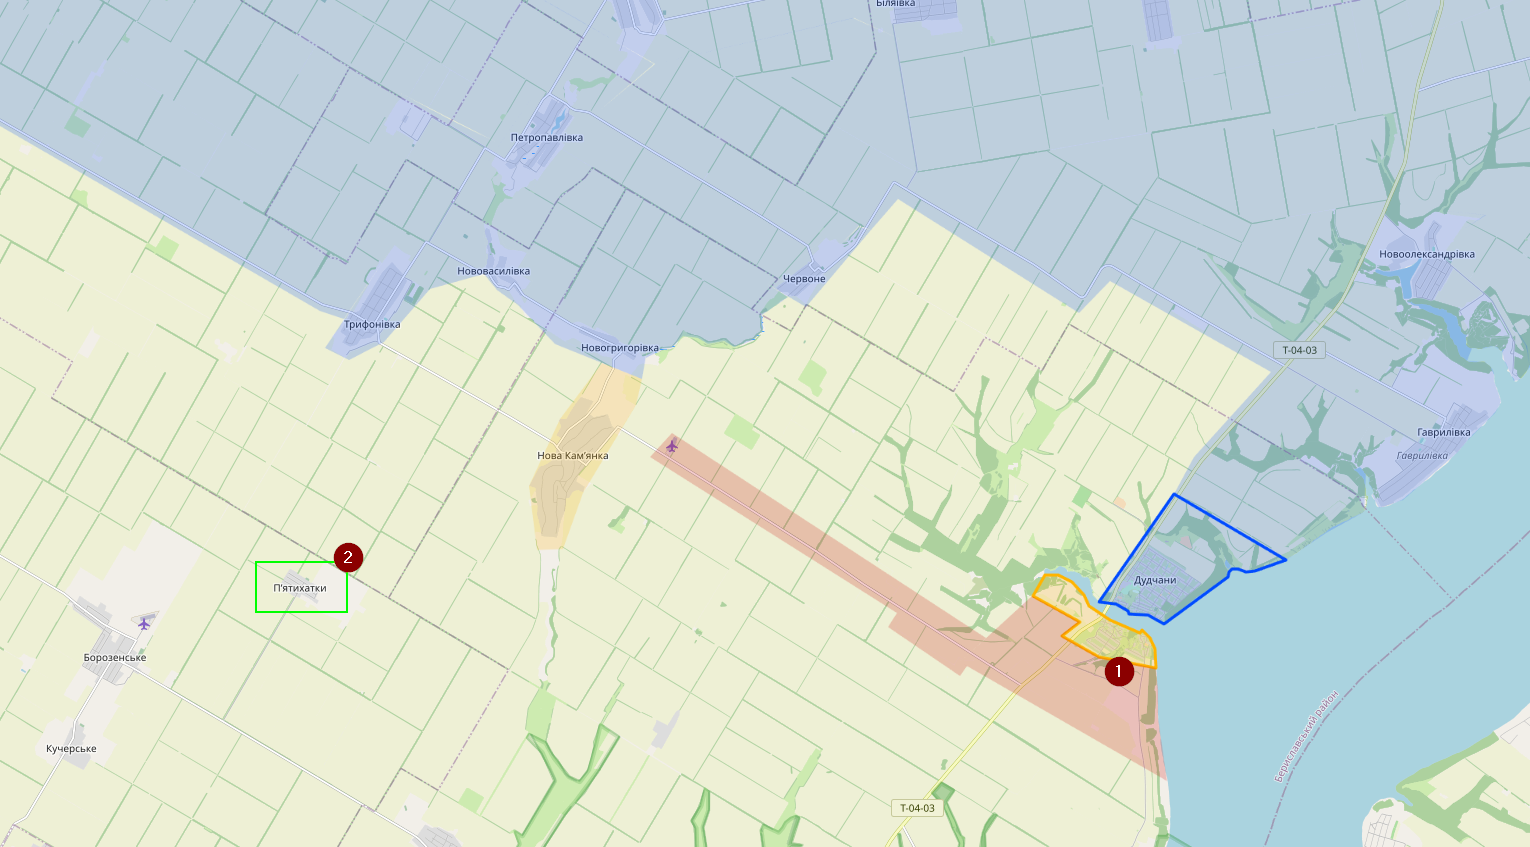 Біляївка
Петропавлівка
Новоолександрівка
Нововасилівка
Червоне
Трифонівка
Новогригорівка
Т-04-03
Гаврилівка
Гаврилівка
Нова Кам'янка
2
П'ятихатки
Дудчани
Борозенське
1
Кучерське
Бериславський район
Т-04-03